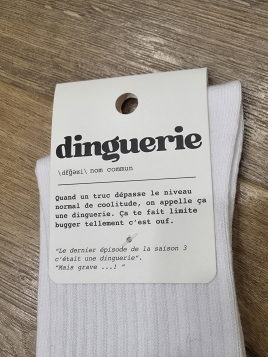 dinguerie
\dɛ̃gəʁi\ nom commun
Quand un truc dépasse le niveau
normal de coolitude, on appelle ça
une dinguerie. Ça te fait limite
bugger tellement c'est ouf.
"Le dernier épisode de la saison 3
c'était une dinguerie".
"Mais grave ...! "